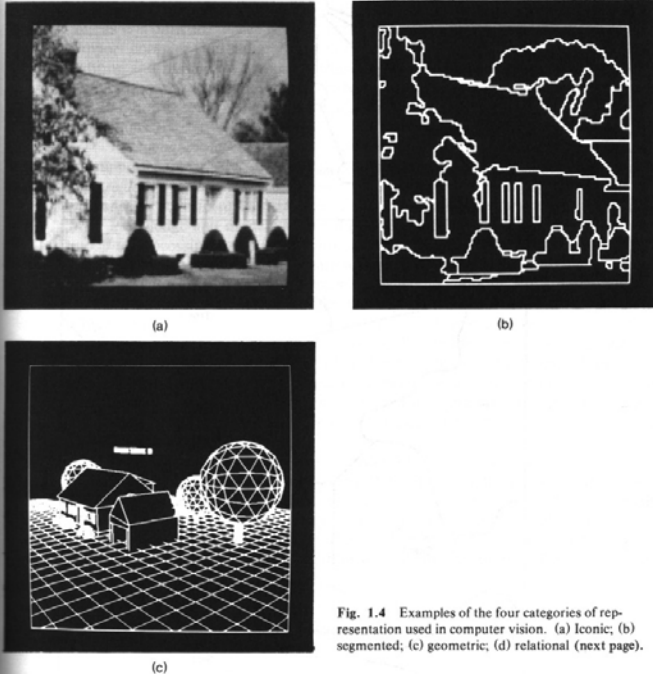 (a)
(b)
(c)
Fig. 1.4 Examples of the four categories of rep-
resentation used in computer vision. (a) Iconic; (b)
segmented; (c) geometric; (d) relational (next page).